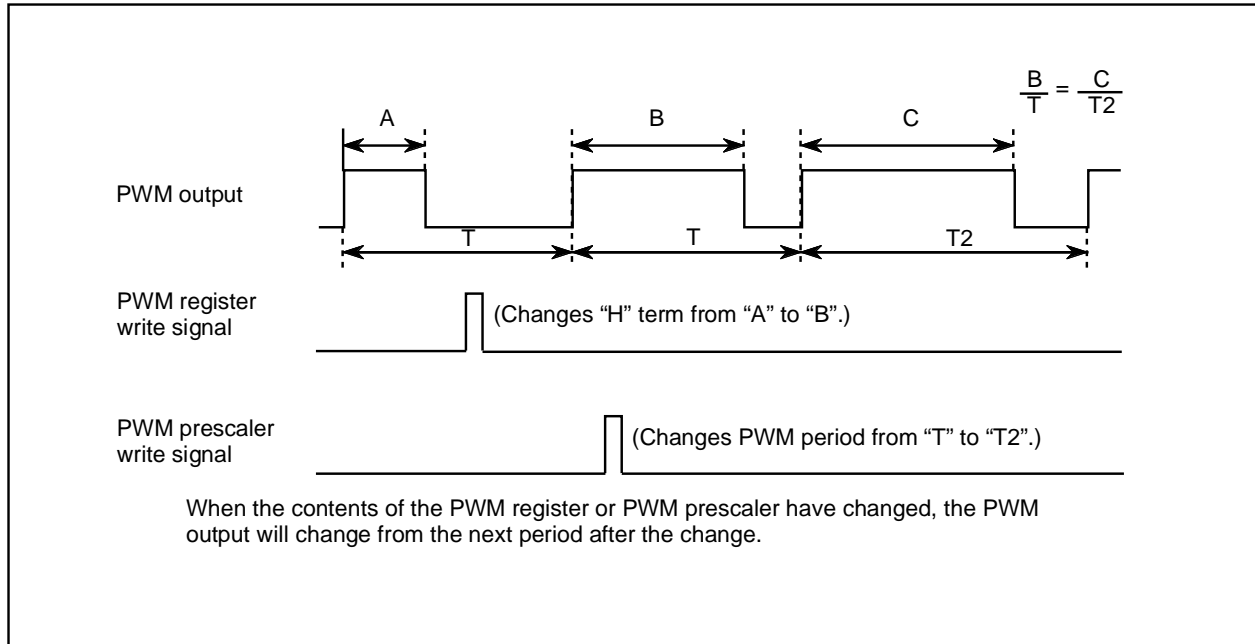 B
T
=
C
T2
A
B
C
PWM output
T
T
T2
PWM register
write signal
(Changes “H” term from “A” to “B”.)
PWM prescaler
write signal
(Changes PWM period from “T” to “T2”.)
When the contents of the PWM register or PWM prescaler have changed, the PWM
output will change from the next period after the change.